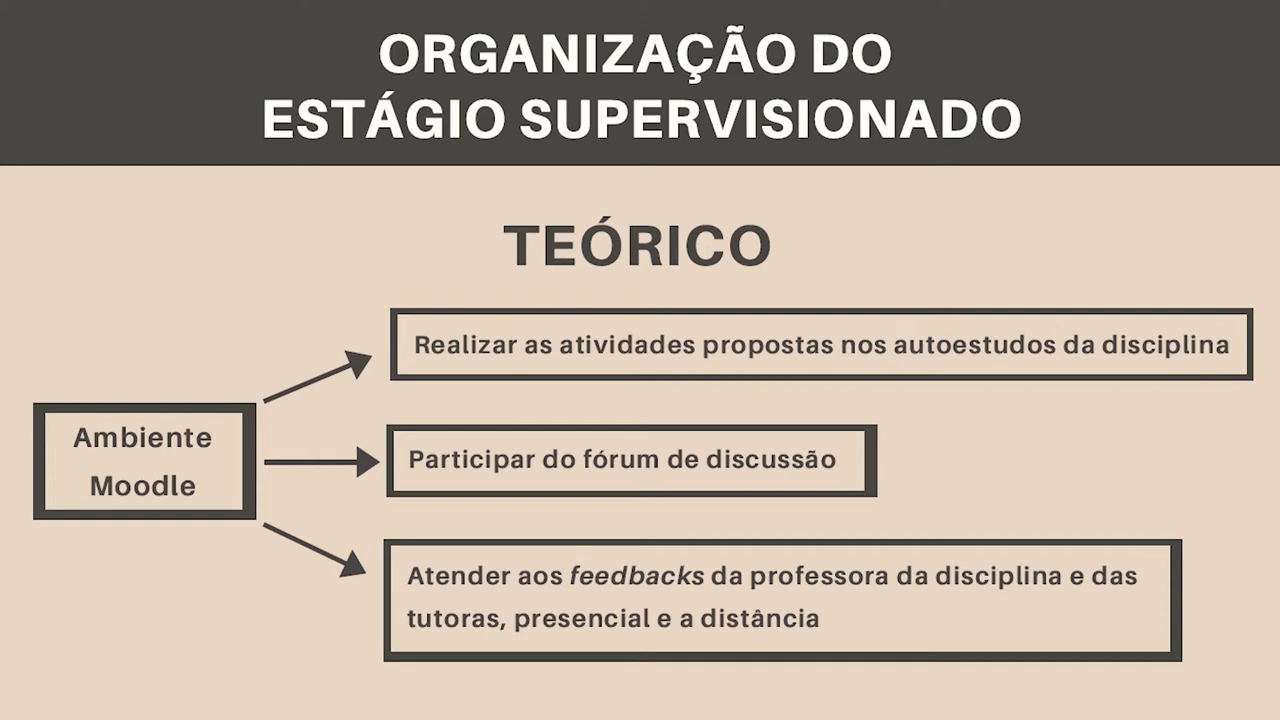 ORGANIZAÇÃO DO
ESTÁGIO SUPERVISIONADO
TEÓRICO
Ambiente
Moodle
Realizar as atividades propostas nos autoestudos da disciplina
Participar do fórum de discussão
Atender aos feedbacks da professora da disciplina e das
tutoras, presencial e a distância